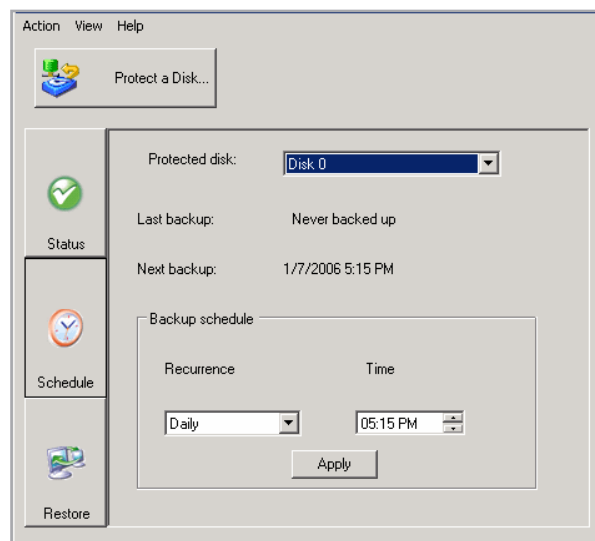 Action View Help
Protect a Disk...
Protected disk: Disk 0
Last backup: Never backed up
Status
Next backup: 1/7/2006 5:15 PM
Backup schedule
Recurrence Time
Schedule
Daily 05:15 PM
Apply
Restore